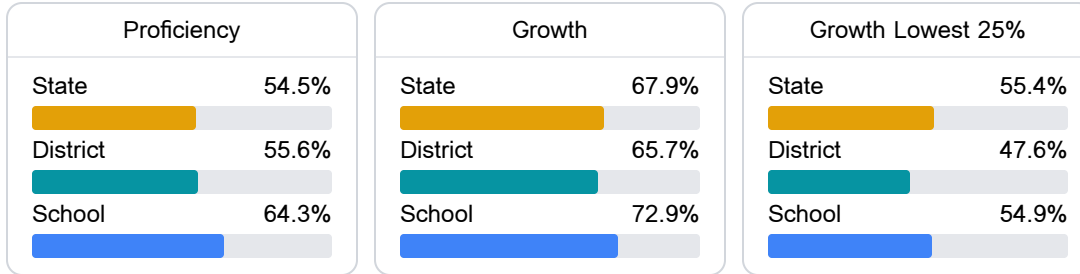 Proficiency
State 54.5%
District 55.6%
School 64.3%
Growth
State 67.9%
District 65.7%
School 72.9%
Growth Lowest 25%
State 55.4%
District 47.6%
School 54.9%